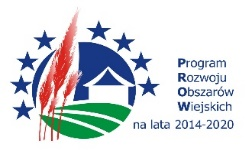 Program
Rozwoju
Obszarów
Wiejskich
na lata 2014-2020